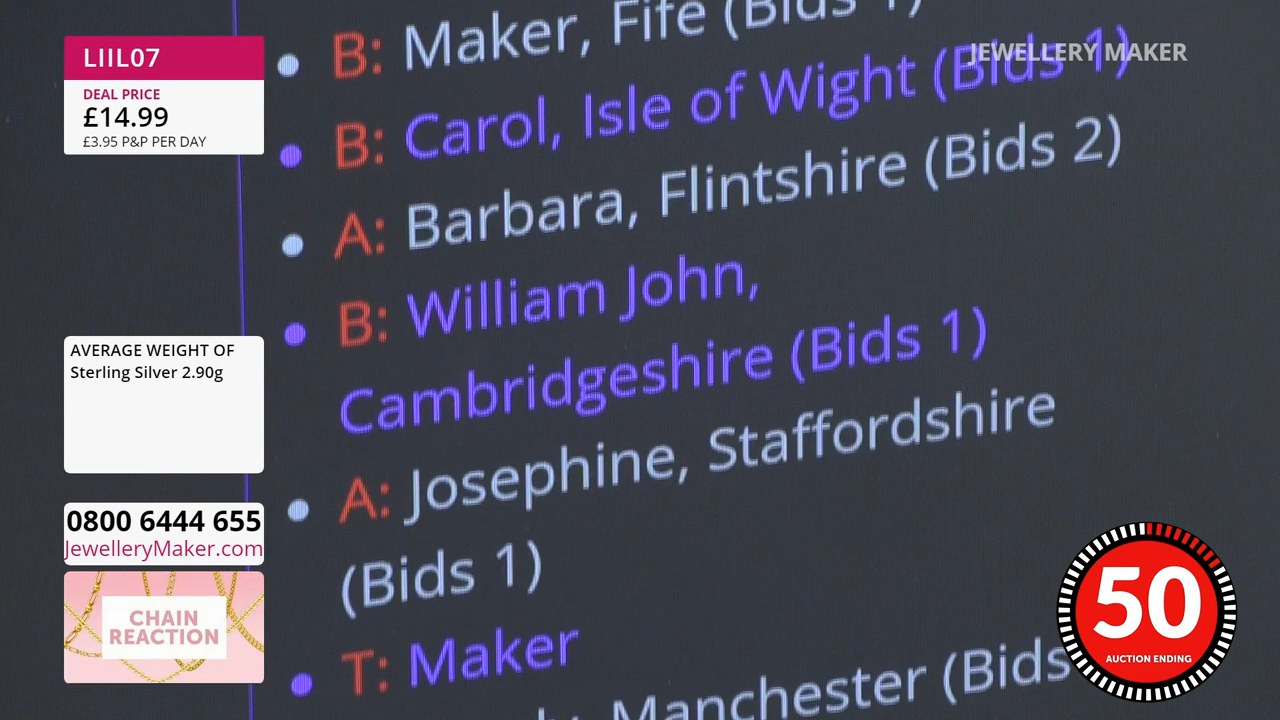 LIIL07
DEAL PRICE
£14.99
£3.95 P&P PER DAY
AVERAGE WEIGHT OF
Sterling Silver 2.90g
0800 6444 655
JewelleryMaker.com
CHAIN
REACTION
JEWELLERY MAKER
B: Maker, Fife (Bids 1)
B: Carol, Isle of Wight (Bids 1)
A: Barbara, Flintshire (Bids 2)
B: William John,
Cambridgeshire (Bids 1)
A: Josephine, Staffordshire
(Bids 1)
T: Maker
Manchester (Bids
50
AUCTION ENDING